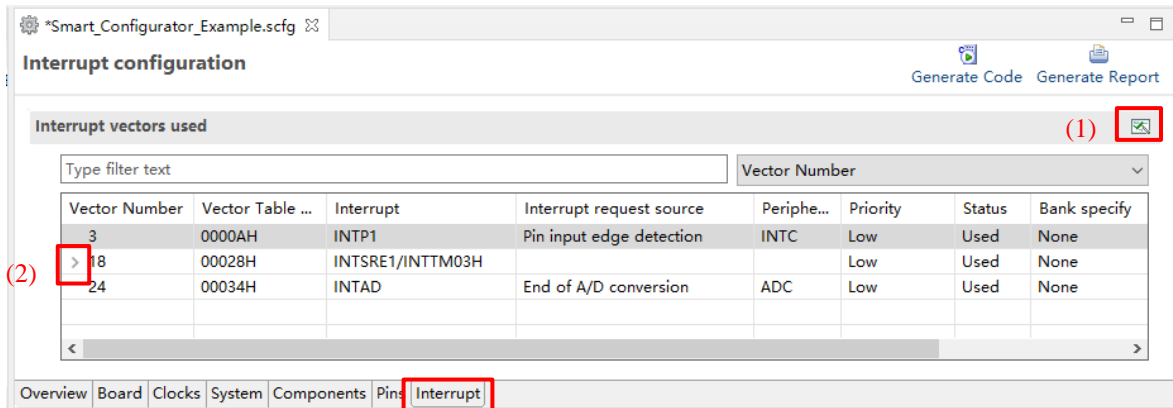 *Smart_Configurator_Example.scfg
Interrupt configuration
Generate Code Generate Report
Interrupt vectors used
(1)
Type filter text Vector Number
Vector Number Vector Table ... Interrupt Interrupt request source Periphe... Priority Status Bank specify
3 0000AH INTP1 Pin input edge detection INTC Low Used None
(2) > 18 00028H INTSRE1/INTTM03H Low Used None
24 00034H INTAD End of A/D conversion ADC Low Used None
Overview Board Clocks System Components Pins Interrupt